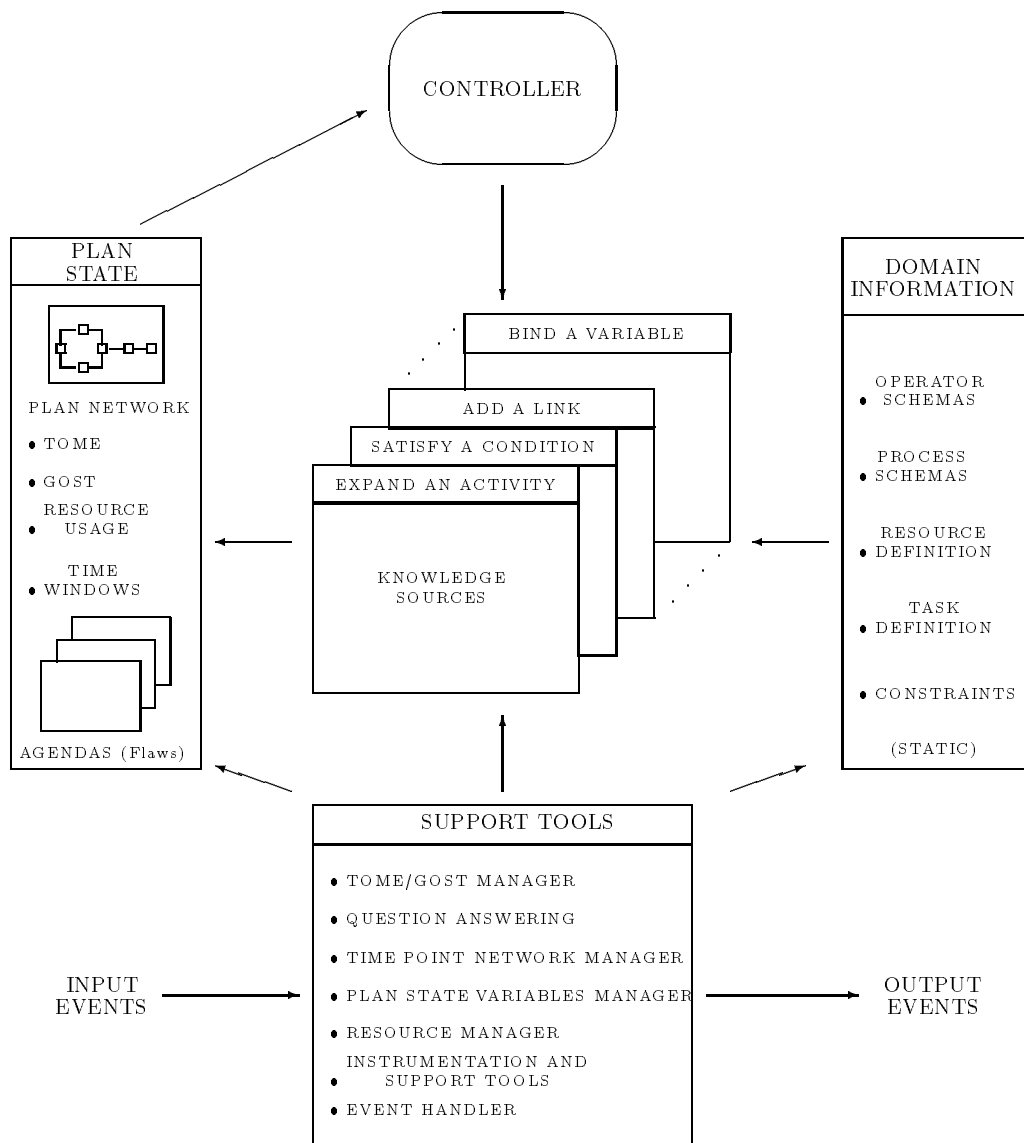 CONTROLLER
PLAN
STATE
PLAN NETWORK
• TOME
• GOST
RESOURCE
• USAGE
TIME
• WINDOWS
AGENDAS (Flaws)
BIND A VARIABLE
ADD A LINK
SATISFY A CONDITION
EXPAND AN ACTIVITY
KNOWLEDGE
SOURCES
DOMAIN
INFORMATION
OPERATOR
• SCHEMAS
PROCESS
• SCHEMAS
RESOURCE
• DEFINITION
TASK
• DEFINITION
• CONSTRAINTS
(STATIC)
SUPPORT TOOLS
• TOME/GOST MANAGER
• QUESTION ANSWERING
• TIME POINT NETWORK MANAGER
• PLAN STATE VARIABLES MANAGER
• RESOURCE MANAGER
INSTRUMENTATION AND
• SUPPORT TOOLS
• EVENT HANDLER
INPUT
EVENTS
OUTPUT
EVENTS